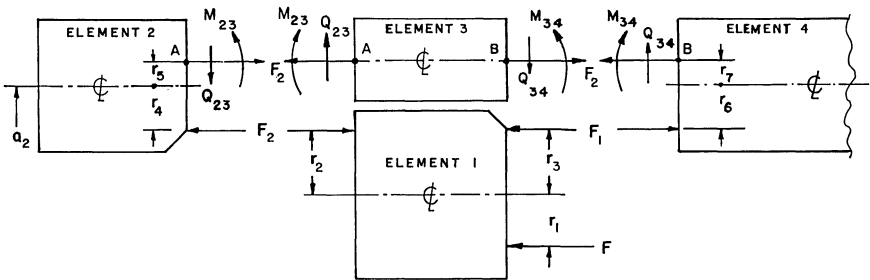 M23 M23 M34 M34
ELEMENT 2 Q23 ELEMENT 3 Q34 ELEMENT 4
A A B B
r5 F2 Q34 F2 r7
℄ Q23 ℄ ℄
r4 r6
a2 F2 F1
r2 ELEMENT 1 r3
℄
r1
F